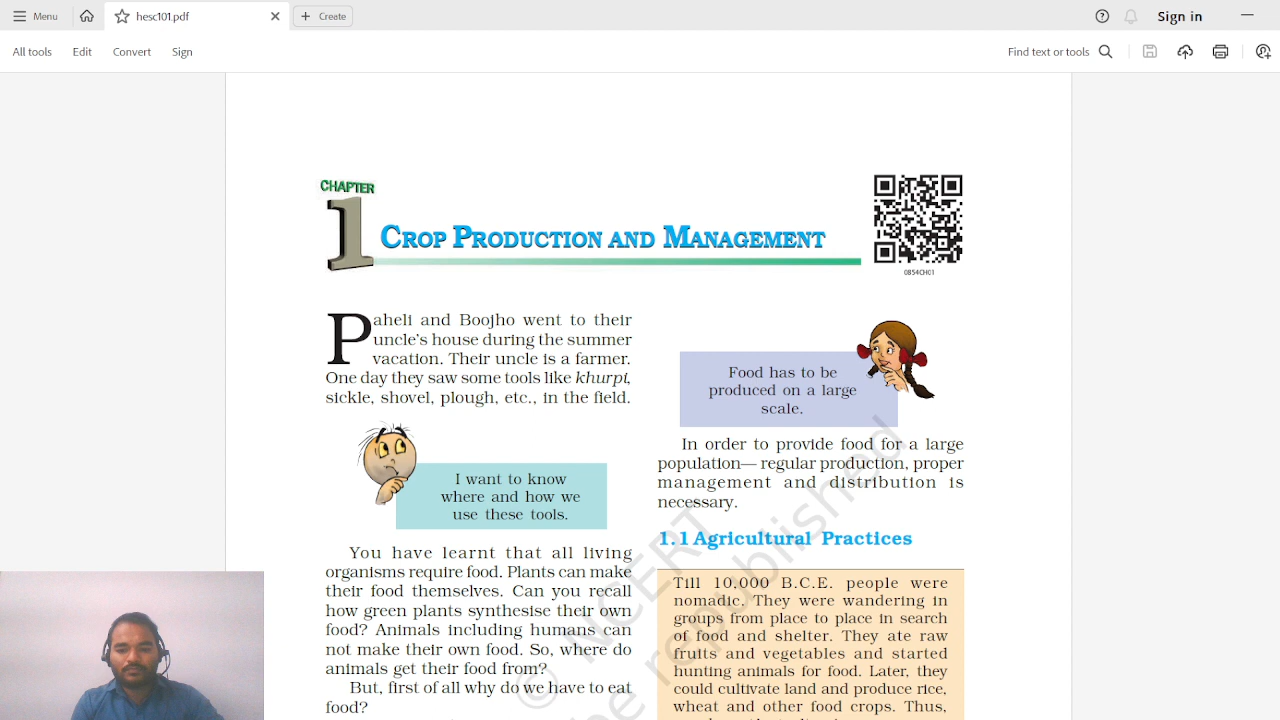 Menu
hesc101.pdf
Create
Sign in
All tools
Edit
Convert
Sign
Find text or tools
CHAPTER
1
CROP PRODUCTION AND MANAGEMENT
0854CH01
Paheli and Boojho went to their
uncle's house during the summer
vacation. Their uncle is a farmer.
One day they saw some tools like khurpi,
sickle, shovel, plough, etc., in the field.
I want to know
where and how we
use these tools.
You have learnt that all living
organisms require food. Plants can make
their food themselves. Can you recall
how green plants synthesise their own
food? Animals including humans can
not make their own food. So, where do
animals get their food from?
But, first of all why do we have to eat
food?
Food has to be
produced on a large
scale.
In order to provide food for a large
population— regular production, proper
management and distribution is
necessary.
1.1 Agricultural Practices
Till 10,000 B.C.E. people were
nomadic. They were wandering in
groups from place to place in search
of food and shelter. They ate raw
fruits and vegetables and started
hunting animals for food. Later, they
could cultivate land and produce rice,
wheat and other food crops. Thus,
© NCERT
be republished